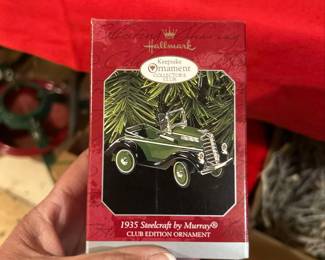 Hallmark
Keepsake
Ornament
COLLECTOR'S
CLUB
1935 Steelcraft by Murray®
CLUB EDITION ORNAMENT